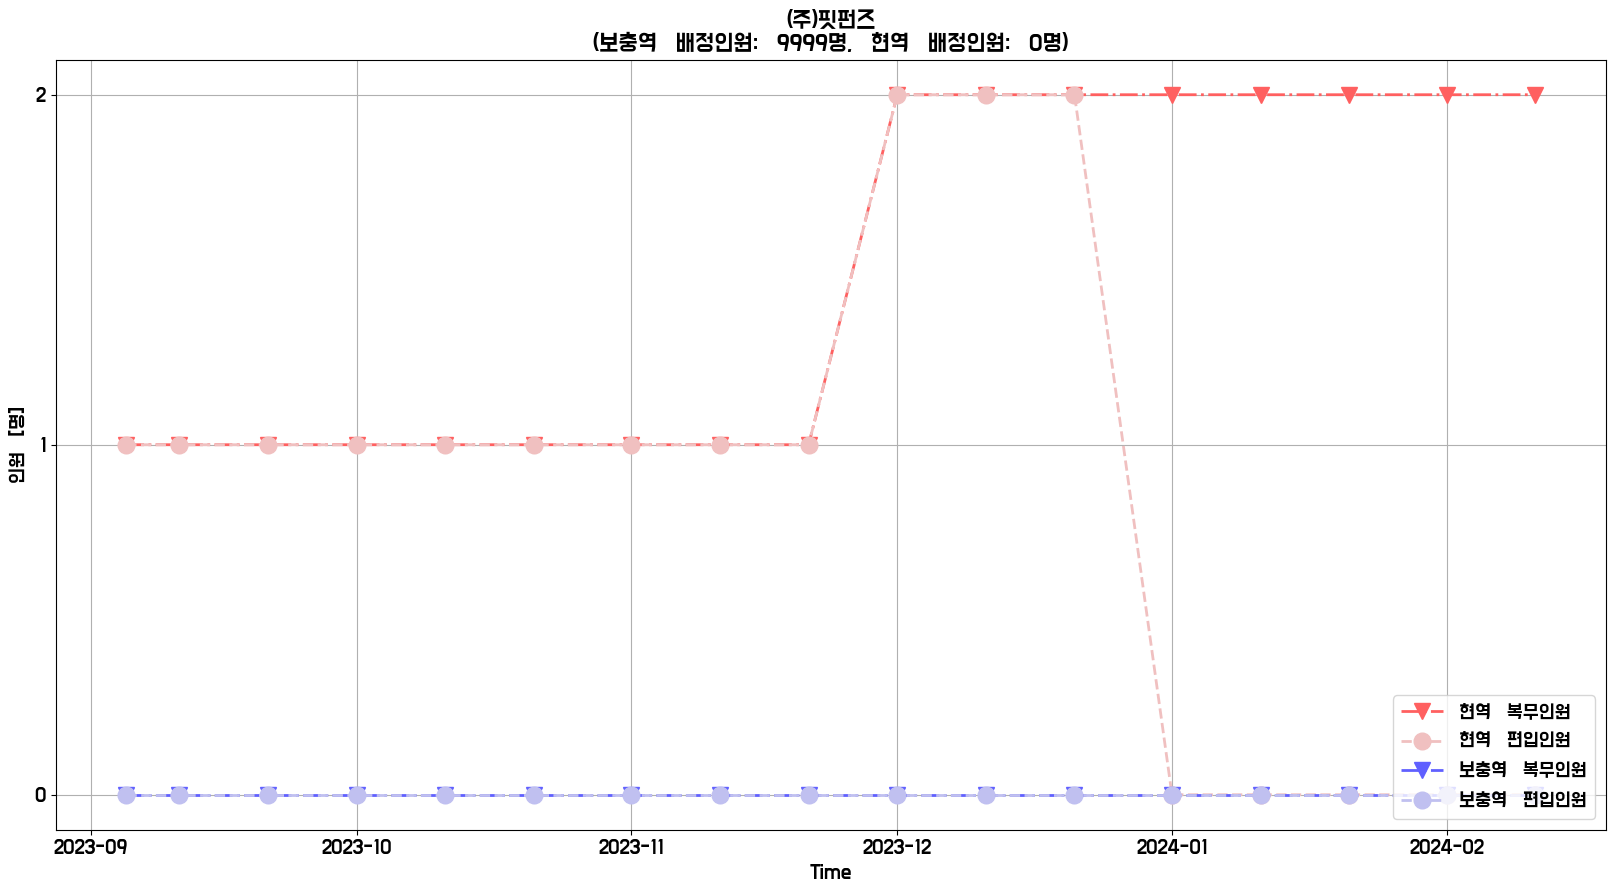 (주)핏펀즈
(보충역 배정인원: 9999명, 현역 배정인원: 0명)
인원 [명]
2
1
0
현역 복무인원
현역 편입인원
보충역 복무인원
보충역 편입인원
2023-09 2023-10 2023-11 2023-12 2024-01 2024-02
Time